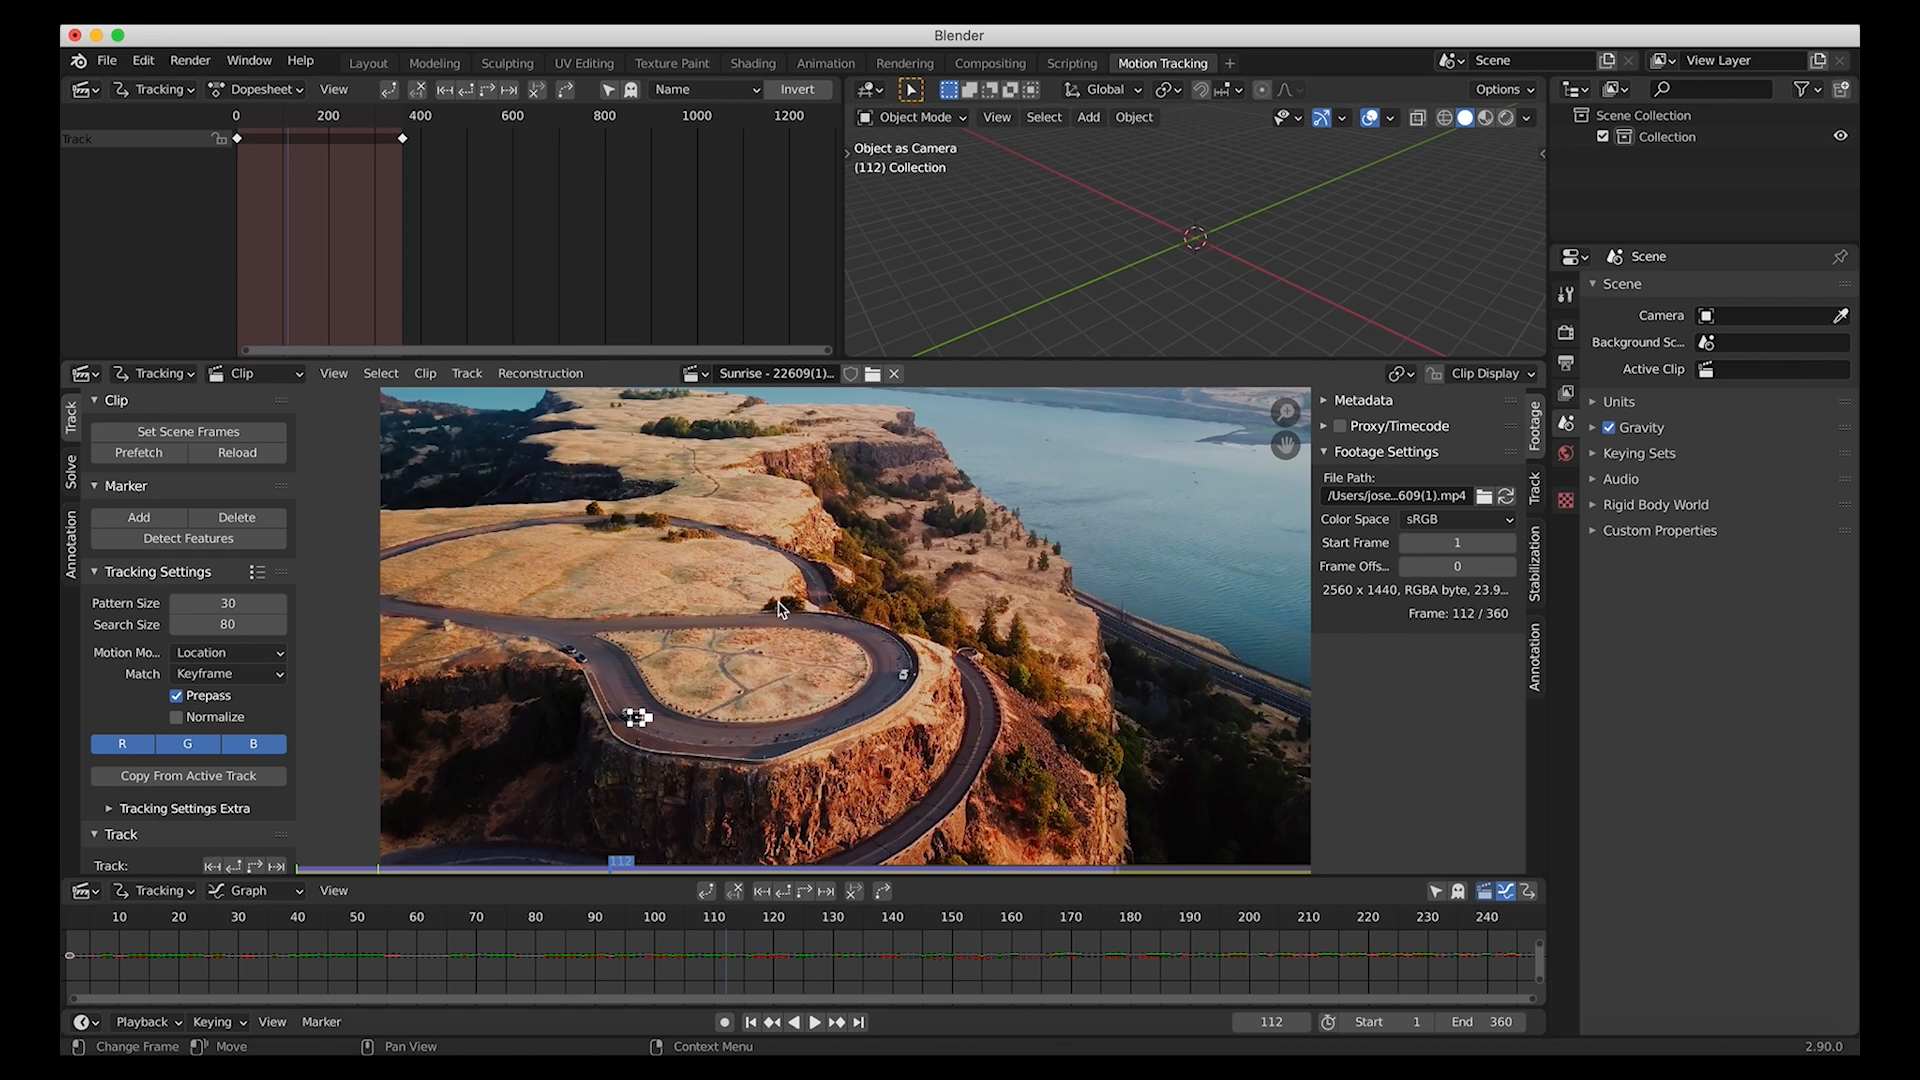 Blender
File Edit Render Window Help Layout Modeling Sculpting UV Editing Texture Paint Shading Animation Rendering Compositing Scripting Motion Tracking + Scene View Layer
Tracking Dopesheet View Name Invert Global Options
0 200 400 600 800 1000 1200
Object Mode View Select Add Object
Track
Object as Camera
(112) Collection
Scene Collection
Collection
Scene
Scene
Camera
Background Sc...
Active Clip
Units
Gravity
Keying Sets
Audio
Rigid Body World
Custom Properties
Tracking Clip View Select Clip Track Reconstruction Sunrise - 22609(1)... Clip Display
Track
Solve
Annotation
Clip
Set Scene Frames
Prefetch Reload
Marker
Add Delete
Detect Features
Tracking Settings
Pattern Size 30
Search Size 80
Motion Mo... Location
Match Keyframe
Prepass
Normalize
R G B
Copy From Active Track
Tracking Settings Extra
Track
Track:
112
Metadata
Proxy/Timecode
Footage Settings
File Path:
/Users/jose...609(1).mp4
Color Space sRGB
Start Frame 1
Frame Offs... 0
2560 x 1440, RGBA byte, 23.9...
Frame: 112 / 360
Footage
Track
Stabilization
Annotation
Tracking Graph View
10 20 30 40 50 60 70 80 90 100 110 120 130 140 150 160 170 180 190 200 210 220 230 240
Playback Keying View Marker 112 Start 1 End 360
Change Frame Move Pan View Context Menu 2.90.0